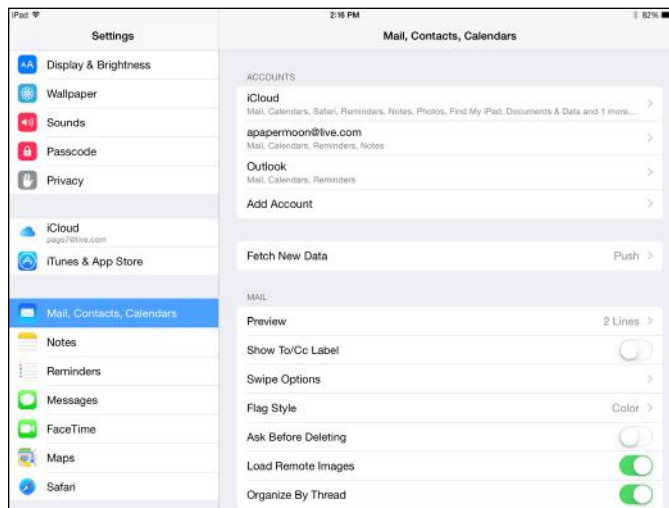 iPad 2:16 PM 82%
Settings
Mail, Contacts, Calendars
Display & Brightness
Wallpaper
Sounds
Passcode
Privacy
iCloud
page7@live.com
iTunes & App Store
Mail, Contacts, Calendars
Notes
Reminders
Messages
FaceTime
Maps
Safari
ACCOUNTS
iCloud
Mail, Calendars, Safari, Reminders, Notes, Photos, Find My iPad, Documents & Data and 1 more...
apapermoon@live.com
Mail, Calendars, Reminders, Notes
Outlook
Mail, Calendars, Reminders
Add Account
Fetch New Data Push
MAIL
Preview 2 Lines
Show To/Cc Label
Swipe Options
Flag Style Color
Ask Before Deleting
Load Remote Images
Organize By Thread